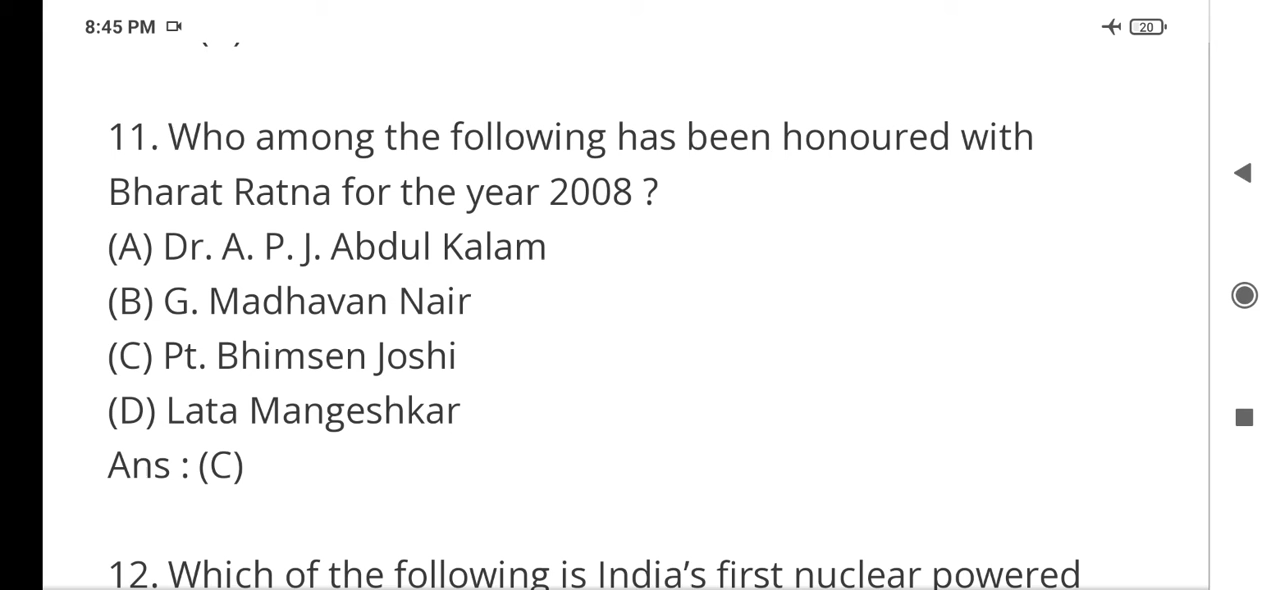 8:45 PM
20
11. Who among the following has been honoured with
Bharat Ratna for the year 2008 ?
(A) Dr. A. P. J. Abdul Kalam
(B) G. Madhavan Nair
(C) Pt. Bhimsen Joshi
(D) Lata Mangeshkar
Ans : (C)
12. Which of the following is India’s first nuclear powered